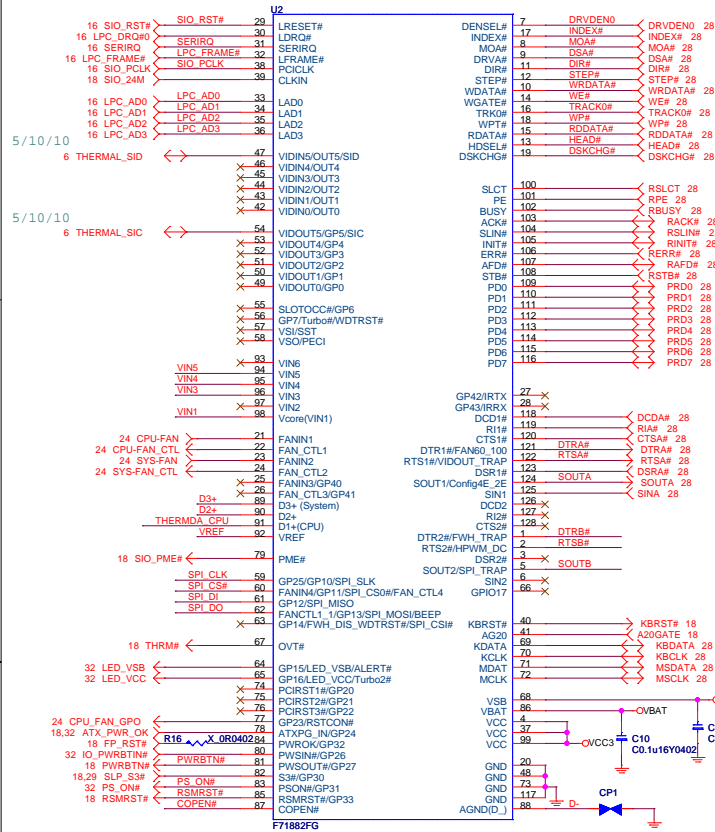 U2
16 SIO_RST# SIO_RST# 29 LRESET# DENSEL# 7 DRVDEN0 DRVDEN0 28
16 LPC_DRQ#0 30 LDRQ# INDEX# 17 INDEX# INDEX# 28
16 SERIRQ SERIRQ 31 SERIRQ MOA# 8 MOA# MOA# 28
16 LPC_FRAME# LPC_FRAME# 32 LFRAME# DRVA# 9 DSA# DSA# 28
16 SIO_PCLK SIO_PCLK 38 PCICLK DIR# 11 DIR# DIR# 28
18 SIO_24M 39 CLKIN STEP# 12 STEP# STEP# 28
WDATA# 10 WRDATA# WRDATA# 28
16 LPC_AD0 LPC_AD0 33 LAD0 WGATE# 14 WE# WE# 28
16 LPC_AD1 LPC_AD1 34 LAD1 TRK0# 16 TRACK0# TRACK0# 28
16 LPC_AD2 LPC_AD2 35 LAD2 WPT# 18 WP# WP# 28
16 LPC_AD3 LPC_AD3 36 LAD3 RDATA# 15 RDDATA# RDDATA# 28
HDSEL# 13 HEAD# HEAD# 28
5/10/10
6 THERMAL_SID 47 VIDIN5/OUT5/SID DSKCHG# 19 DSKCHG# DSKCHG# 28
46 VIDIN4/OUT4
45 VIDIN3/OUT3
44 VIDIN2/OUT2 SLCT 100 RSLCT 28
43 VIDIN1/OUT1 PE 101 RPE 28
42 VIDIN0/OUT0 BUSY 102 RBUSY 28
5/10/10
ACK# 103 RACK# 28
6 THERMAL_SIC 54 VIDOUT5/GP5/SIC SLIN# 104 RSLIN# 2
53 VIDOUT4/GP4 INIT# 105 RINIT# 28
52 VIDOUT3/GP3 ERR# 106 RERR# 28
51 VIDOUT2/GP2 AFD# 107 RAFD# 28
50 VIDOUT1/GP1 STB# 108 RSTB# 28
49 VIDOUT0/GP0 PD0 109 PRD0 28
PD1 110 PRD1 28
55 SLOTOCC#/GP6 PD2 111 PRD2 28
56 GP7/Turbo#/WDTRST# PD3 112 PRD3 28
57 VSI/SST PD4 113 PRD4 28
58 VSO/PECI PD5 114 PRD5 28
PD6 115 PRD6 28
93 VIN6 PD7 116 PRD7 28
VIN5 94 VIN5
VIN4 95 VIN4
VIN3 96 VIN3 GP42/IRTX 27
97 VIN2 GP43/IRRX 28
VIN1 98 Vcore(VIN1) DCD1# 118 DCDA# 28
RI1# 119 RIA# 28
24 CPU-FAN 21 FANIN1 CTS1# 120 CTSA# 28
24 CPU-FAN_CTL 22 FAN_CTL1 DTR1#/FAN60_100 121 DTRA# DTRA# 28
24 SYS-FAN 23 FANIN2 RTS1#/VIDOUT_TRAP 122 RTSA# RTSA# 28
24 SYS-FAN_CTL 24 FAN_CTL2 DSR1# 123 DSRA# 28
25 FANIN3/GP40 SOUT1/Config4E_2E 124 SOUTA SOUTA 28
26 FAN_CTL3/GP41 SIN1 125 SINA 28
D3+ 89 D3+ (System) DCD2 126
D2+ 90 D2+ RI2# 127
THERMDA_CPU 91 D1+(CPU) CTS2# 128
VREF 92 VREF DTR2#/FWH_TRAP 1 DTRB#
RTS2#/HPWM_DC 2 RTSB#
18 SIO_PME# 79 PME# DSR2# 3
SOUT2/SPI_TRAP 5 SOUTB
SPI_CLK 59 GP25/GP10/SPI_SLK SIN2 6
SPI_CS# 60 FANIN4/GP11/SPI_CS0#/FAN_CTL4 GPIO17 66
SPI_DI 61 GP12/SPI_MISO
SPI_DO 62 FANCTL1_1/GP13/SPI_MOSI/BEEP
63 GP14/FWH_DIS_WDTRST#/SPI_CSI# KBRST# 40 KBRST# 18
AG20 41 A20GATE 18
18 THRM# 67 OVT# KDATA 69 KBDATA 28
KCLK 70 KBCLK 28
32 LED_VSB 64 GP15/LED_VSB/ALERT# MDAT 71 MSDATA 28
32 LED_VCC 65 GP16/LED_VCC/Turbo2# MCLK 72 MSCLK 28
74 PCIRST1#/GP20
75 PCIRST2#/GP21 VSB 68
76 PCIRST3#/GP22 VBAT 86 VBAT
24 CPU_FAN_GPO 77 GP23/RSTCON# VCC 4
18,32 ATX_PWR_OK 78 ATXPG_IN/GP24 VCC 37
18 FP_RST# R16 X_0R0402 84 PWROK/GP32 VCC 99 VCC3 C10 C
32 IO_PWRBTN# 80 PWSIN#/GP26 C0.1u16Y0402 C
18 PWRBTN# PWRBTN# 81 PWSOUT#/GP27 GND 20
18,29 SLP_S3# 82 S3#/GP30 GND 48
32 PS_ON# PS_ON# 83 PSON#/GP31 GND 73
18 RSMRST# RSMRST# 85 RSMRST#/GP33 GND 117 CP1
COPEN# 87 COPEN# AGND(D_) 88 D-
F71882FG